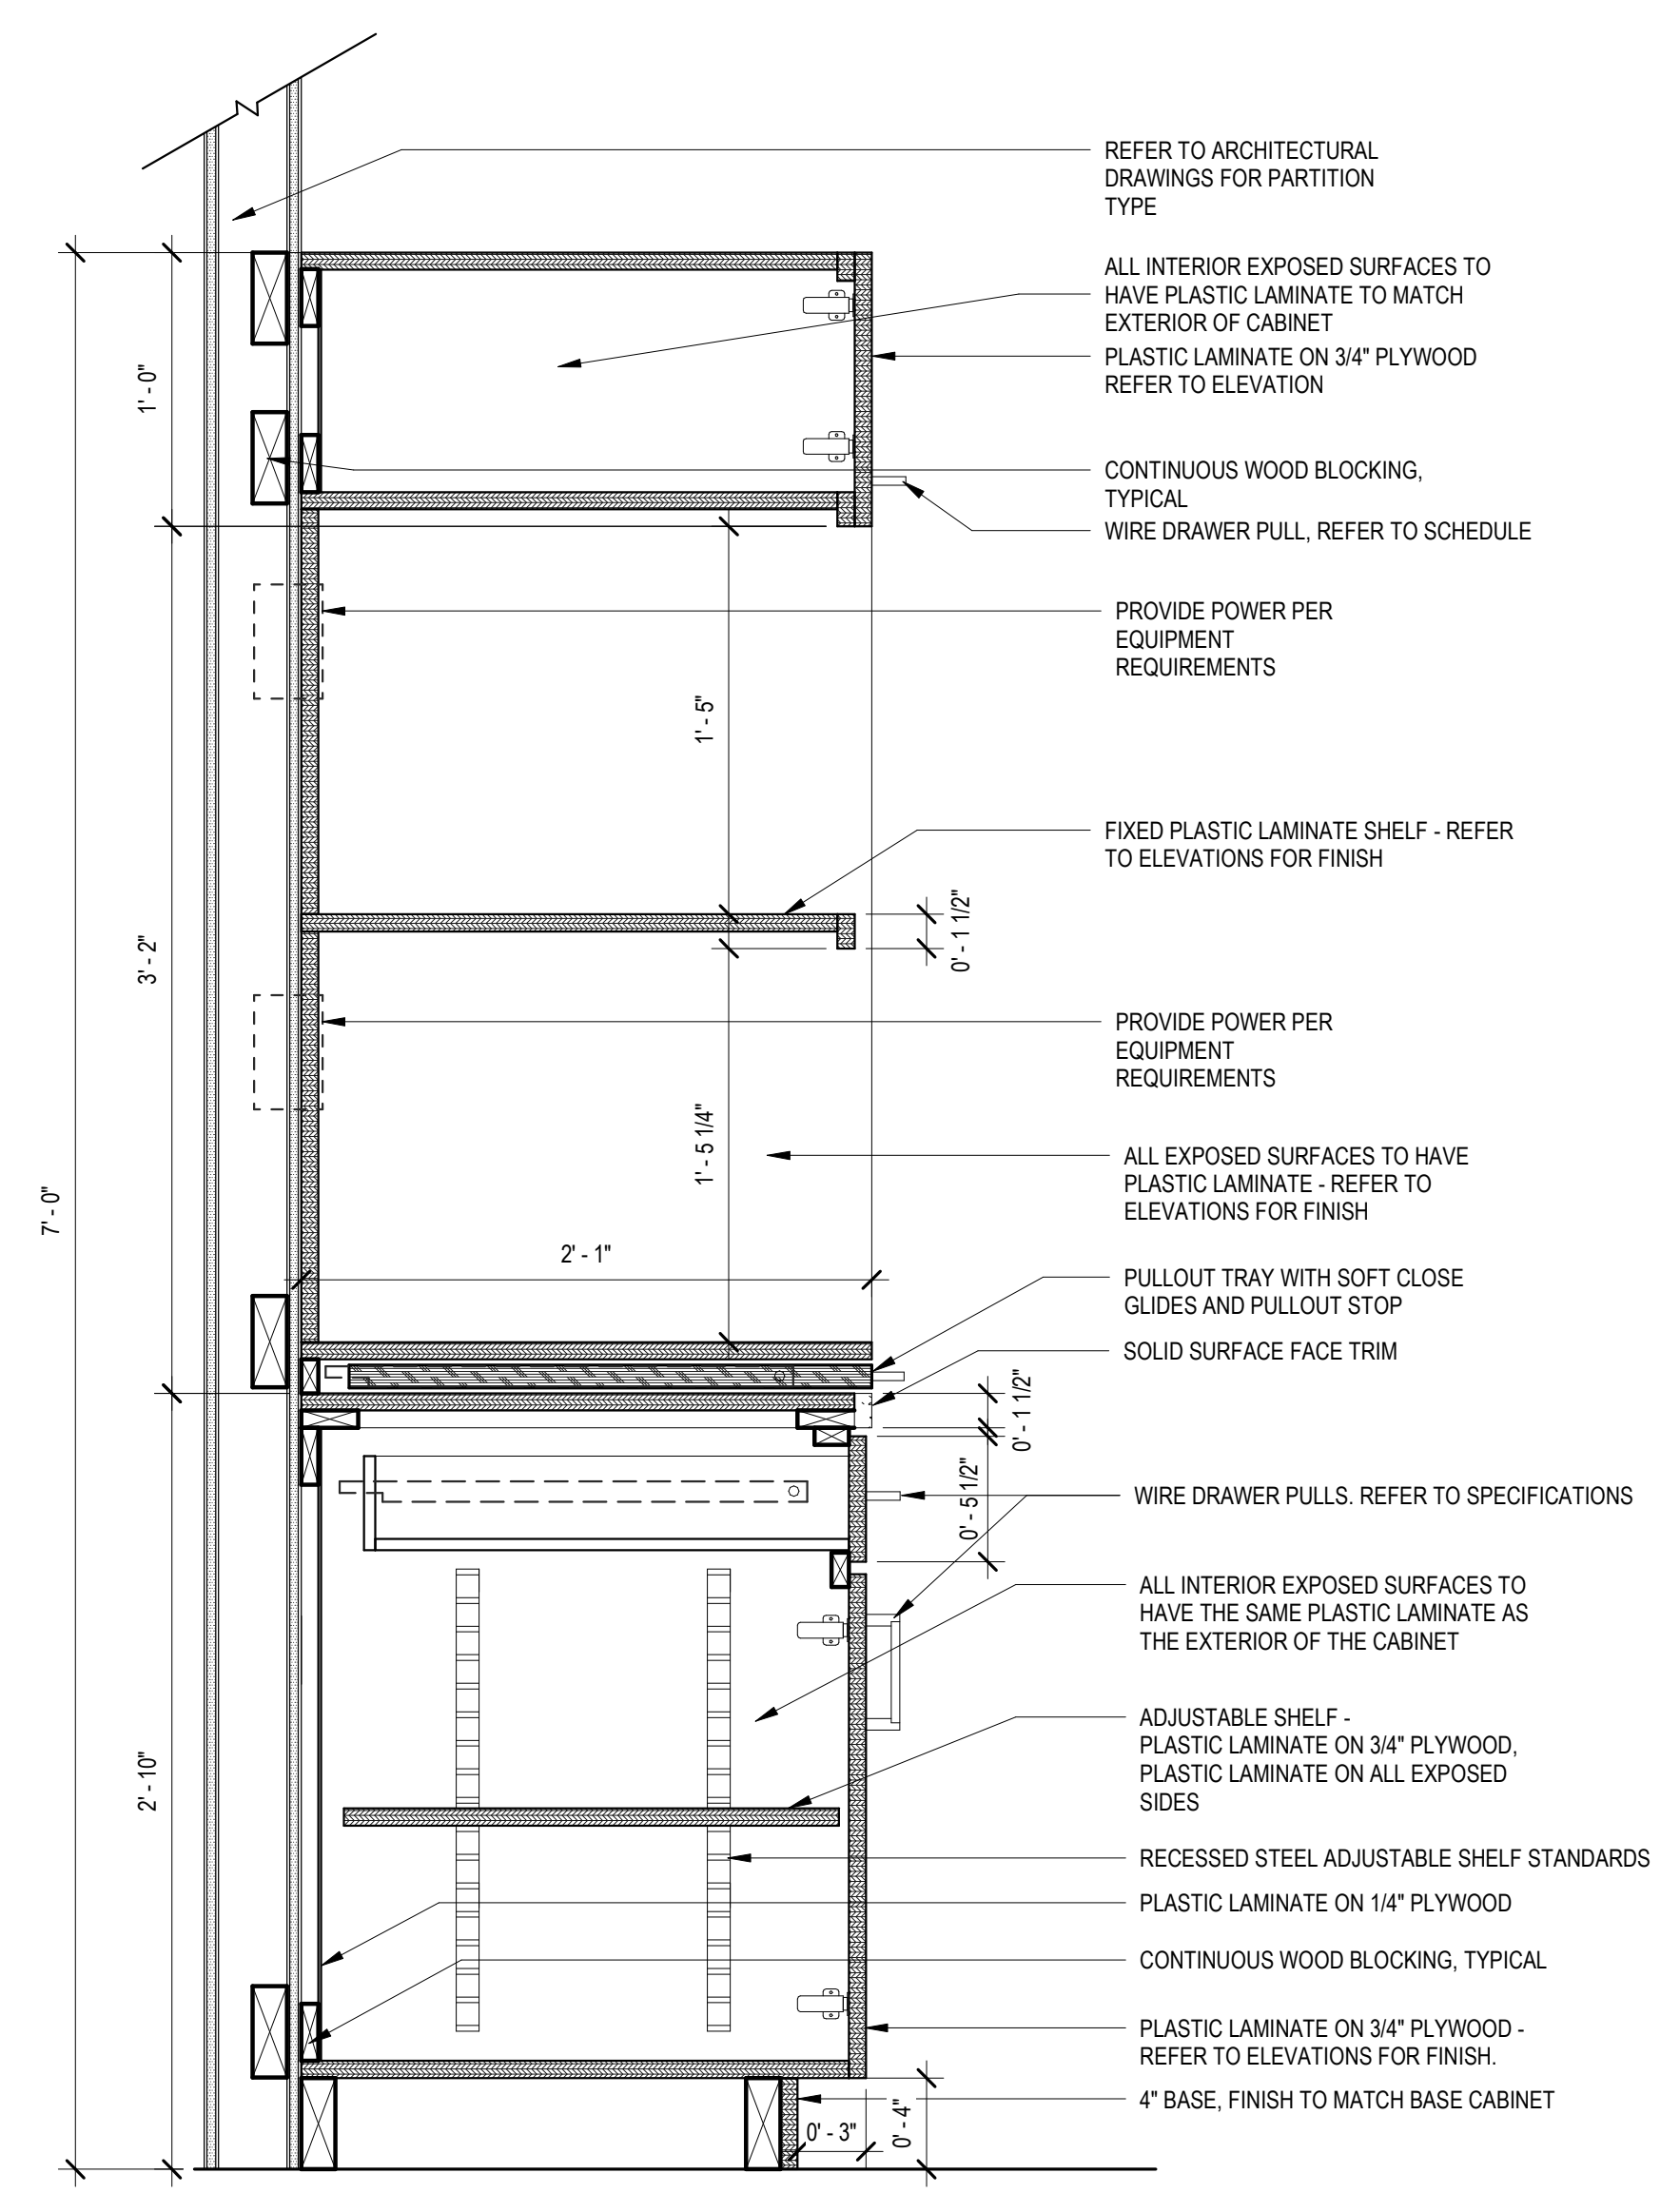 REFER TO ARCHITECTURAL
DRAWINGS FOR PARTITION
TYPE
ALL INTERIOR EXPOSED SURFACES TO
HAVE PLASTIC LAMINATE TO MATCH
EXTERIOR OF CABINET
PLASTIC LAMINATE ON 3/4" PLYWOOD
REFER TO ELEVATION
1' - 0"
CONTINUOUS WOOD BLOCKING,
TYPICAL
WIRE DRAWER PULL, REFER TO SCHEDULE
PROVIDE POWER PER
EQUIPMENT
REQUIREMENTS
1' - 5"
FIXED PLASTIC LAMINATE SHELF - REFER
TO ELEVATIONS FOR FINISH
0' - 1 1/2"
3' - 2"
PROVIDE POWER PER
EQUIPMENT
REQUIREMENTS
1' - 5 1/4"
ALL EXPOSED SURFACES TO HAVE
PLASTIC LAMINATE - REFER TO
ELEVATIONS FOR FINISH
7' - 0"
2' - 1"
PULLOUT TRAY WITH SOFT CLOSE
GLIDES AND PULLOUT STOP
SOLID SURFACE FACE TRIM
0' - 1 1/2"
0' - 5 1/2"
WIRE DRAWER PULLS. REFER TO SPECIFICATIONS
ALL INTERIOR EXPOSED SURFACES TO
HAVE THE SAME PLASTIC LAMINATE AS
THE EXTERIOR OF THE CABINET
ADJUSTABLE SHELF -
PLASTIC LAMINATE ON 3/4" PLYWOOD,
PLASTIC LAMINATE ON ALL EXPOSED
SIDES
2' - 10"
RECESSED STEEL ADJUSTABLE SHELF STANDARDS
PLASTIC LAMINATE ON 1/4" PLYWOOD
CONTINUOUS WOOD BLOCKING, TYPICAL
PLASTIC LAMINATE ON 3/4" PLYWOOD -
REFER TO ELEVATIONS FOR FINISH.
4" BASE, FINISH TO MATCH BASE CABINET
0' - 3"
0' - 4"